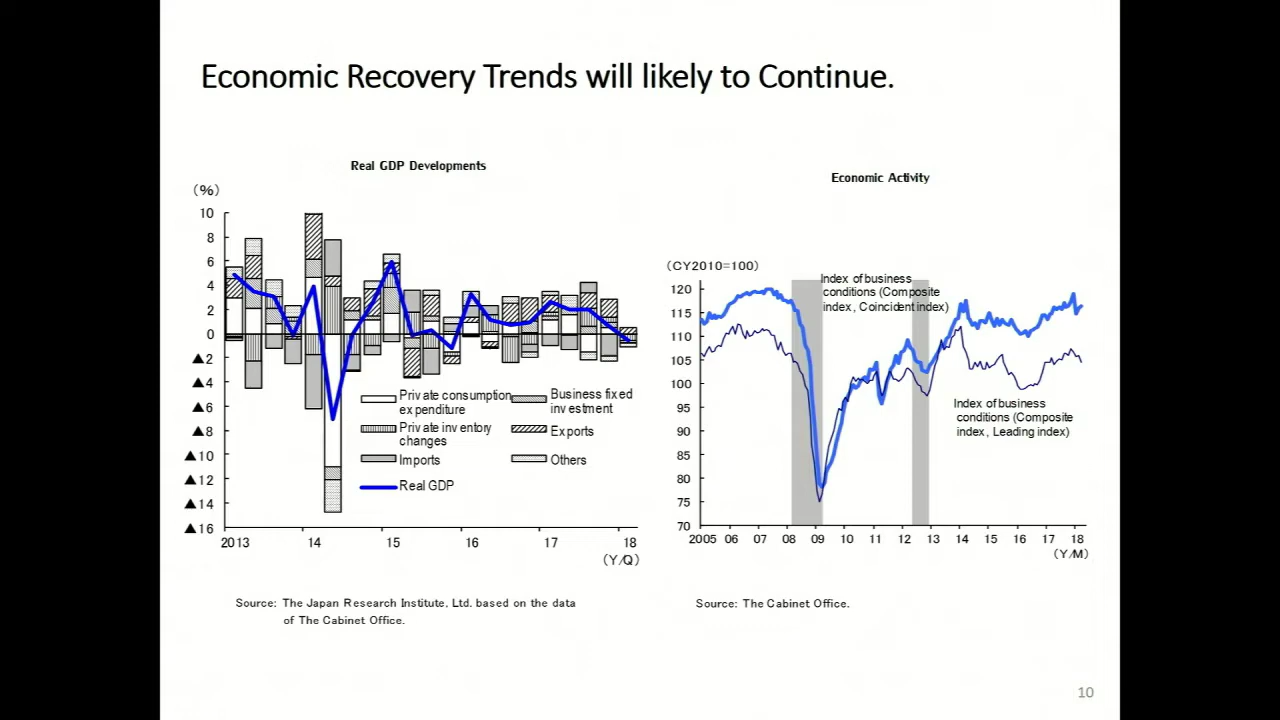 Economic Recovery Trends will likely to Continue.
Real GDP Developments
(%)
10
8
6
4
2
0
▲2
▲4
▲6
▲8
▲10
▲12
▲14
▲16
2013 14 15 16 17 18
(Y/Q)
Private consumption
expenditure
Business fixed
investment
Private inventory
changes
Exports
Imports
Others
Real GDP
Source: The Japan Research Institute, Ltd. based on the data
of The Cabinet Office.
Economic Activity
(CY2010=100)
120
115
110
105
100
95
90
85
80
75
70
2005 06 07 08 09 10 11 12 13 14 15 16 17 18
(Y/M)
Index of business
conditions (Composite
index, Coincident index)
Index of business
conditions (Composite
index, Leading index)
Source: The Cabinet Office.
10